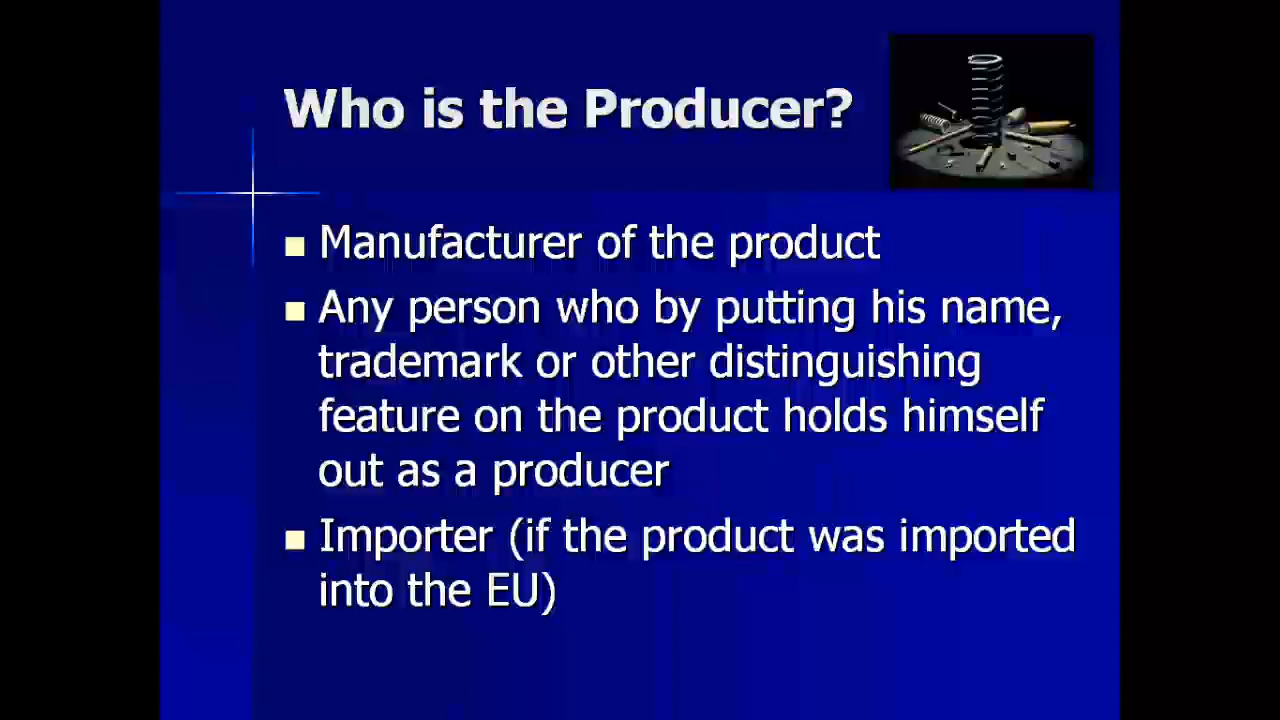 Who is the Producer?
Manufacturer of the product
Any person who by putting his name,
trademark or other distinguishing
feature on the product holds himself
out as a producer
Importer (if the product was imported
into the EU)